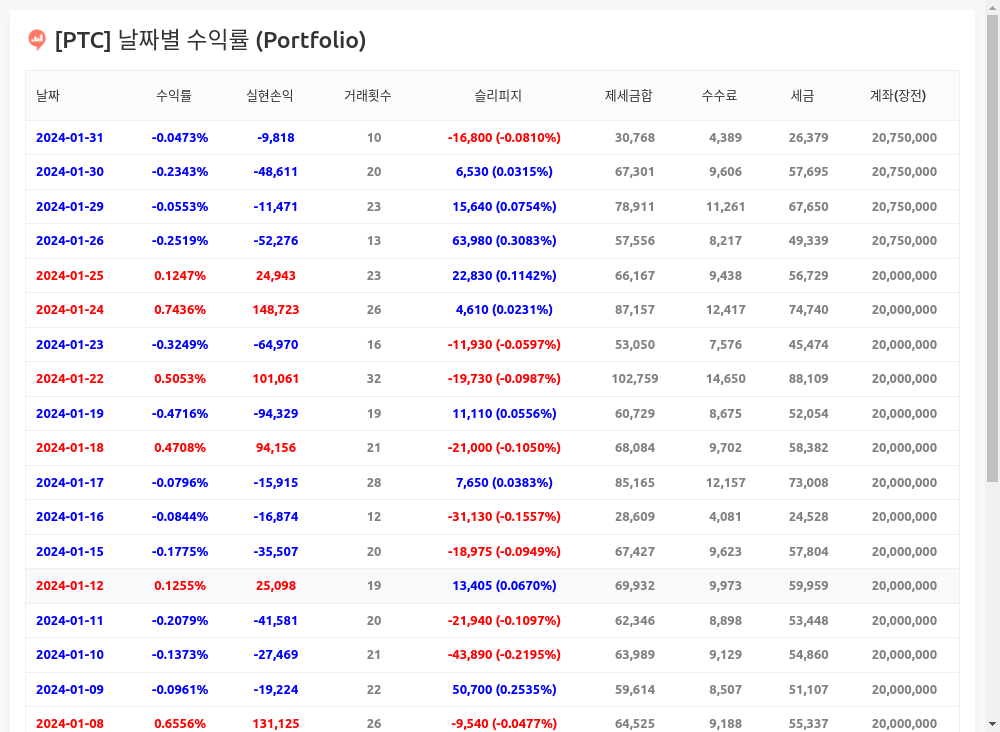 [PTC] 날짜별 수익률 (Portfolio)
날짜 수익률 실현손익 거래횟수 슬리피지 제세금합 수수료 세금 계좌(장전)
2024-01-31 -0.0473% -9,818 10 -16,800 (-0.0810%) 30,768 4,389 26,379 20,750,000
2024-01-30 -0.2343% -48,611 20 6,530 (0.0315%) 67,301 9,606 57,695 20,750,000
2024-01-29 -0.0553% -11,471 23 15,640 (0.0754%) 78,911 11,261 67,650 20,750,000
2024-01-26 -0.2519% -52,276 13 63,980 (0.3083%) 57,556 8,217 49,339 20,750,000
2024-01-25 0.1247% 24,943 23 22,830 (0.1142%) 66,167 9,438 56,729 20,000,000
2024-01-24 0.7436% 148,723 26 4,610 (0.0231%) 87,157 12,417 74,740 20,000,000
2024-01-23 -0.3249% -64,970 16 -11,930 (-0.0597%) 53,050 7,576 45,474 20,000,000
2024-01-22 0.5053% 101,061 32 -19,730 (-0.0987%) 102,759 14,650 88,109 20,000,000
2024-01-19 -0.4716% -94,329 19 11,110 (0.0556%) 60,729 8,675 52,054 20,000,000
2024-01-18 0.4708% 94,156 21 -21,000 (-0.1050%) 68,084 9,702 58,382 20,000,000
2024-01-17 -0.0796% -15,915 28 7,650 (0.0383%) 85,165 12,157 73,008 20,000,000
2024-01-16 -0.0844% -16,874 12 -31,130 (-0.1557%) 28,609 4,081 24,528 20,000,000
2024-01-15 -0.1775% -35,507 20 -18,975 (-0.0949%) 67,427 9,623 57,804 20,000,000
2024-01-12 0.1255% 25,098 19 13,405 (0.0670%) 69,932 9,973 59,959 20,000,000
2024-01-11 -0.2079% -41,581 20 -21,940 (-0.1097%) 62,346 8,898 53,448 20,000,000
2024-01-10 -0.1373% -27,469 21 -43,890 (-0.2195%) 63,989 9,129 54,860 20,000,000
2024-01-09 -0.0961% -19,224 22 50,700 (0.2535%) 59,614 8,507 51,107 20,000,000
2024-01-08 0.6556% 131,125 26 -9,540 (-0.0477%) 64,525 9,188 55,337 20,000,000